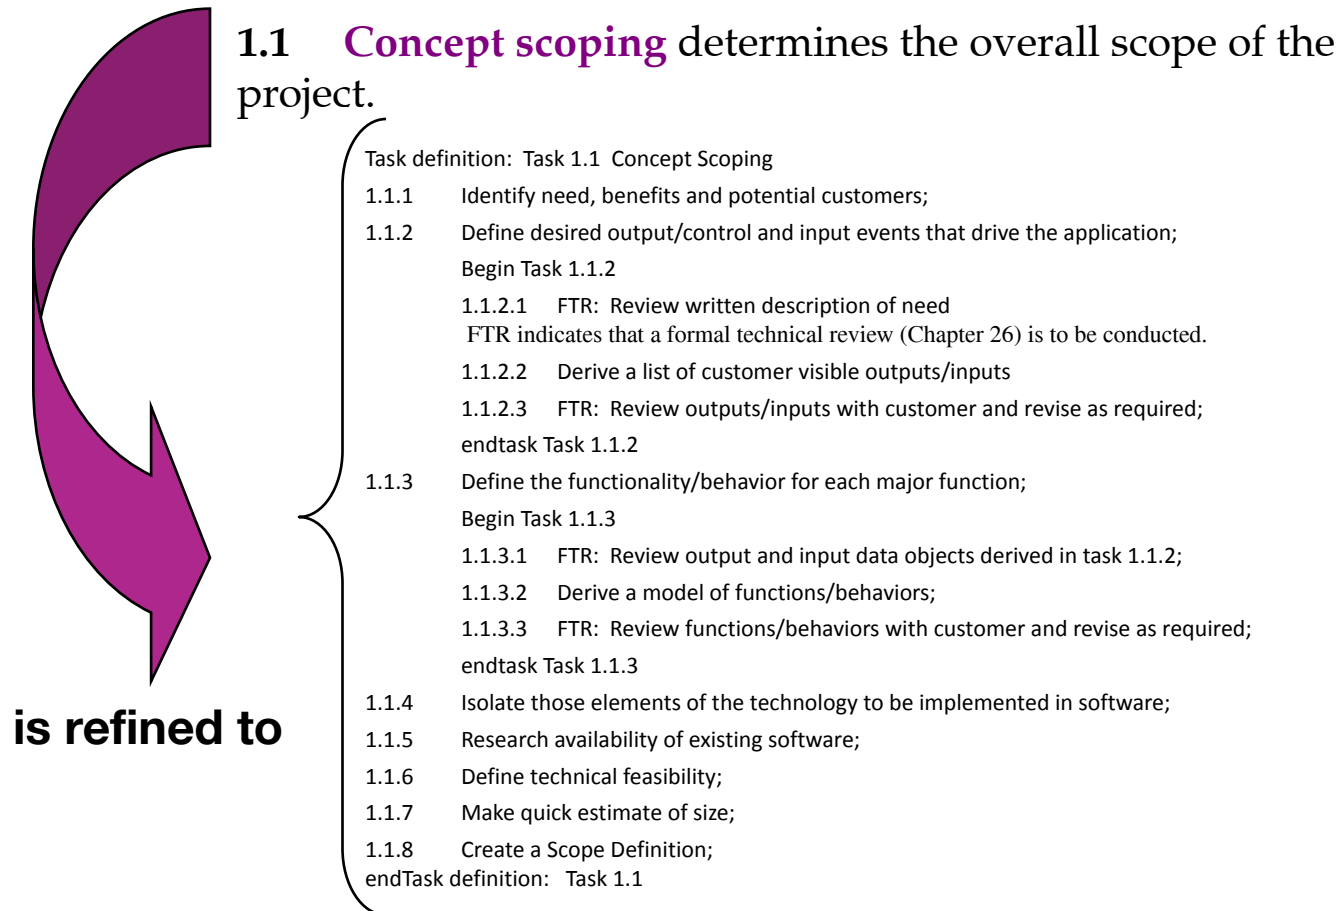 1.1 Concept scoping determines the overall scope of the
project.
Task definition: Task 1.1 Concept Scoping
1.1.1 Identify need, benefits and potential customers;
1.1.2 Define desired output/control and input events that drive the application;
Begin Task 1.1.2
1.1.2.1 FTR: Review written description of need
FTR indicates that a formal technical review (Chapter 26) is to be conducted.
1.1.2.2 Derive a list of customer visible outputs/inputs
1.1.2.3 FTR: Review outputs/inputs with customer and revise as required;
endtask Task 1.1.2
1.1.3 Define the functionality/behavior for each major function;
Begin Task 1.1.3
1.1.3.1 FTR: Review output and input data objects derived in task 1.1.2;
1.1.3.2 Derive a model of functions/behaviors;
1.1.3.3 FTR: Review functions/behaviors with customer and revise as required;
endtask Task 1.1.3
1.1.4 Isolate those elements of the technology to be implemented in software;
1.1.5 Research availability of existing software;
1.1.6 Define technical feasibility;
1.1.7 Make quick estimate of size;
1.1.8 Create a Scope Definition;
endTask definition: Task 1.1
is refined to